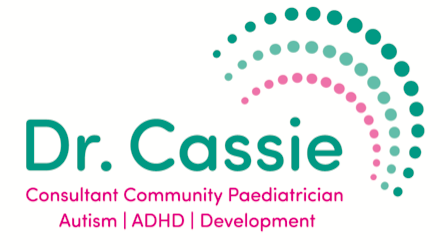 Dr. Cassie
Consultant Community Paediatrician
Autism | ADHD | Development